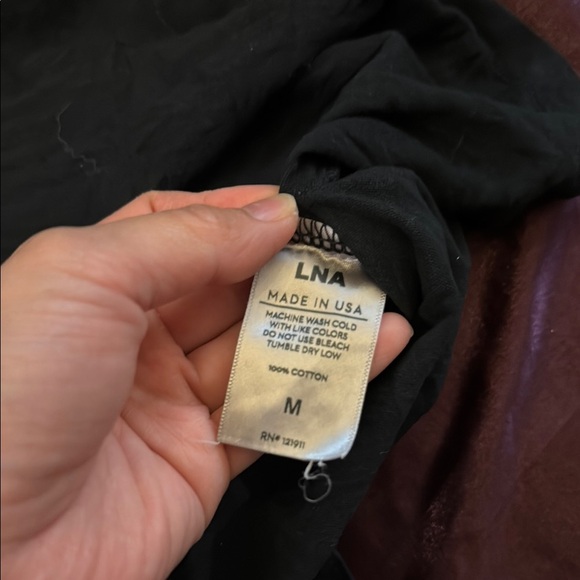 LNA
MADE IN USA
MACHINE WASH COLD
WITH LIKE COLORS
DO NOT USE BLEACH
TUMBLE DRY LOW
100% COTTON
M
RN# 121911